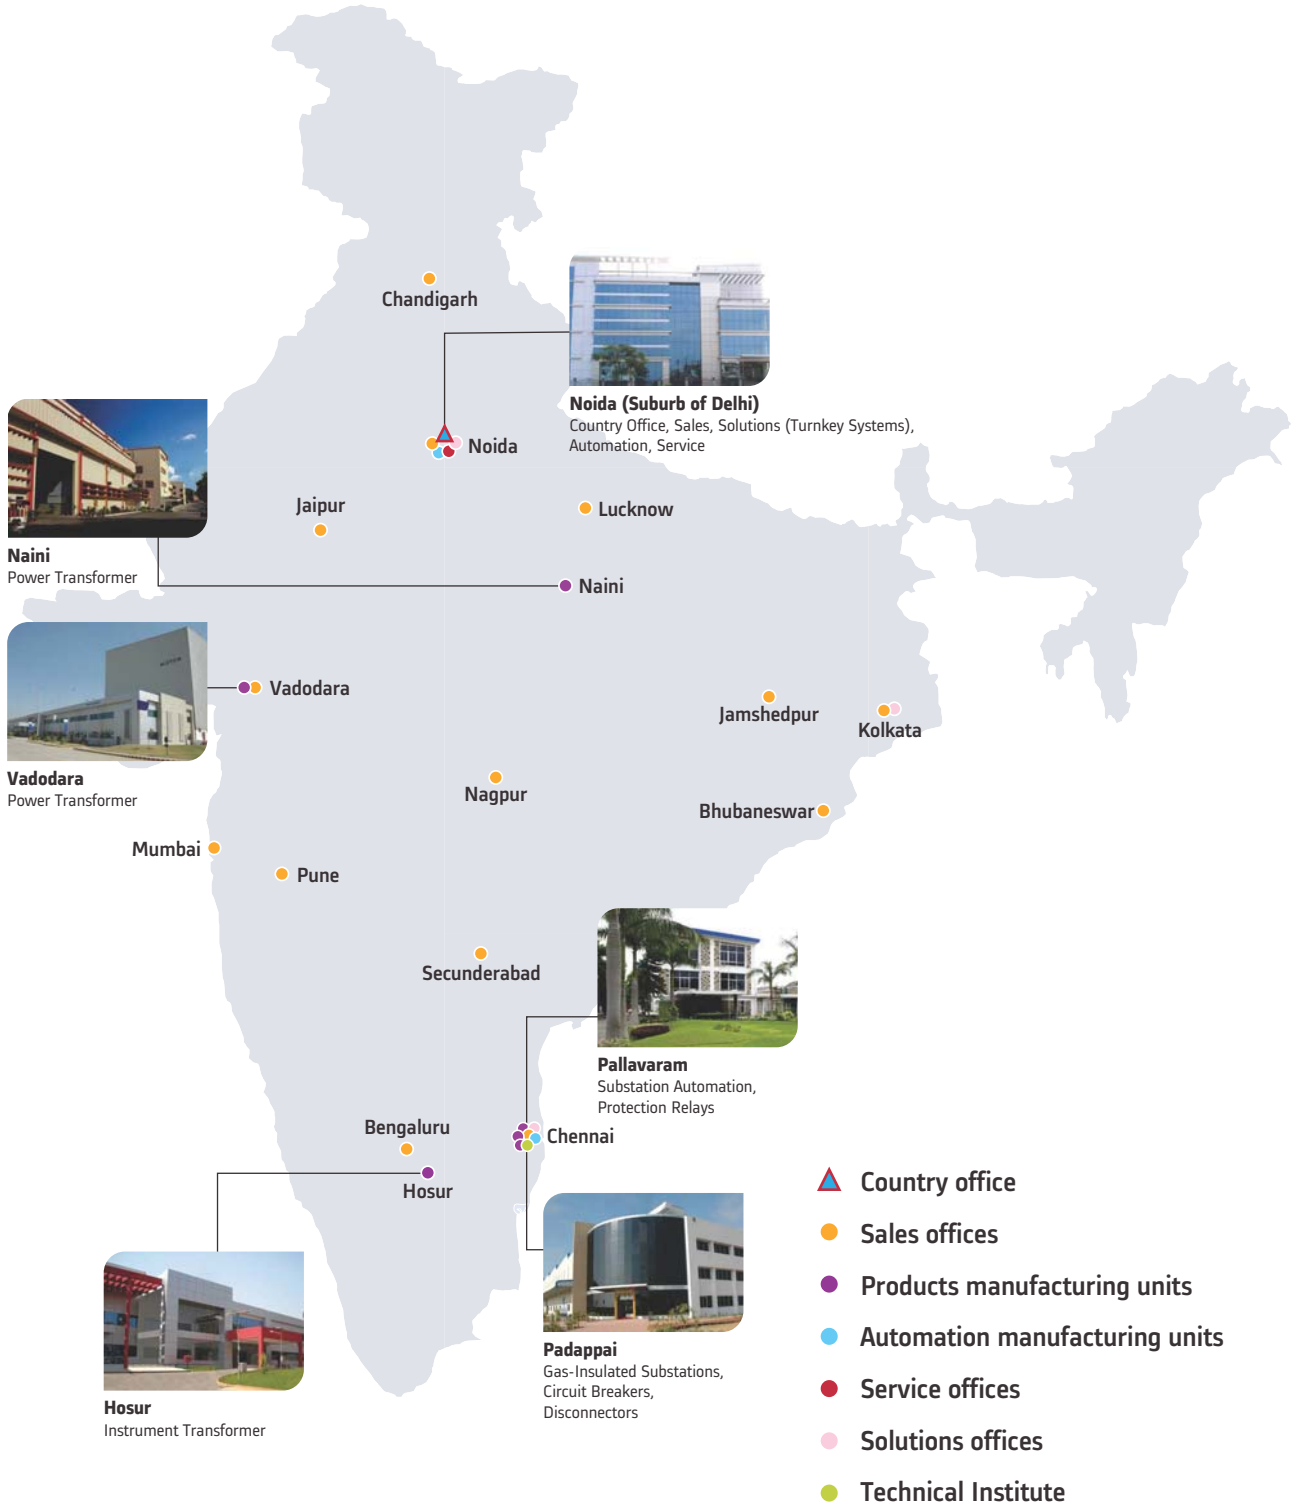 Chandigarh
Noida (Suburb of Delhi)
Country Office, Sales, Solutions (Turnkey Systems),
Automation, Service
Noida
Jaipur
Lucknow
Naini
Power Transformer
Naini
Vadodara
Vadodara
Power Transformer
Jamshedpur
Kolkata
Nagpur
Bhubaneswar
Mumbai
Pune
Secunderabad
Pallavaram
Substation Automation,
Protection Relays
Bengaluru
Chennai
Hosur
Hosur
Instrument Transformer
Padappai
Gas-Insulated Substations,
Circuit Breakers,
Disconnectors
Country office
Sales offices
Products manufacturing units
Automation manufacturing units
Service offices
Solutions offices
Technical Institute